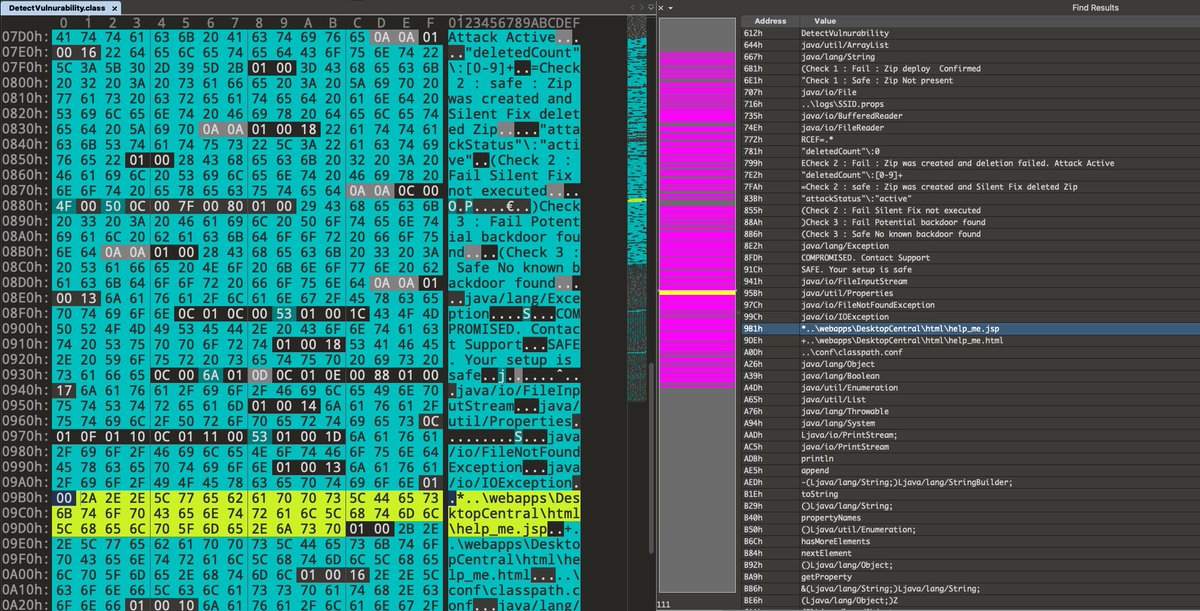 DetectVulnurability.class ×
Find Results
0 1 2 3 4 5 6 7 8 9 A B C D E F 0123456789ABCDEF
07D0h: 41 74 74 61 63 6B 20 41 63 74 69 76 65 0A 0A 01 Attack Active...
07E0h: 00 16 22 64 65 6C 65 74 65 64 43 6F 75 6E 74 22 .."deletedCount"
07F0h: 5C 3A 5B 30 2D 39 5D 2B 01 00 3D 43 68 65 63 6B \:[0-9]+..=Check
0800h: 20 32 20 3A 20 73 61 66 65 20 3A 20 5A 69 70 20 2 : safe : Zip
0810h: 77 61 73 20 63 72 65 61 74 65 64 20 61 6E 64 20 was created and
0820h: 53 69 6C 65 6E 74 20 46 69 78 20 64 65 6C 65 74 Silent Fix delet
0830h: 65 64 20 5A 69 70 0A 0A 01 00 18 22 61 74 74 61 ed Zip....."atta
0840h: 63 6B 53 74 61 74 75 73 22 5C 3A 22 61 63 74 69 ckStatus"\:"acti
0850h: 76 65 22 01 00 28 43 68 65 63 6B 20 32 20 3A 20 ve"..(Check 2 :
0860h: 46 61 69 6C 20 53 69 6C 65 6E 74 20 46 69 78 20 Fail Silent Fix
0870h: 6E 6F 74 20 65 78 65 63 75 74 65 64 0A 0A 0C 00 not executed....
0880h: 4F 00 50 0C 00 7F 00 80 01 00 29 43 68 65 63 6B O.P....€..)Check
0890h: 20 33 20 3A 20 46 61 69 6C 20 50 6F 74 65 6E 74 3 : Fail Potent
08A0h: 69 61 6C 20 62 61 63 6B 64 6F 6F 72 20 66 6F 75 ial backdoor fou
08B0h: 6E 64 0A 0A 01 00 28 43 68 65 63 6B 20 33 20 3A nd....(Check 3 :
08C0h: 20 53 61 66 65 20 4E 6F 20 6B 6E 6F 77 6E 20 62 Safe No known b
08D0h: 61 63 6B 64 6F 6F 72 20 66 6F 75 6E 64 0A 0A 01 ackdoor found...
08E0h: 00 13 6A 61 76 61 2F 6C 61 6E 67 2F 45 78 63 65 ..java/lang/Exce
08F0h: 70 74 69 6F 6E 0C 01 0C 00 53 01 00 1C 43 4F 4D ption....S...COM
0900h: 50 52 4F 4D 49 53 45 44 2E 20 43 6F 6E 74 61 63 PROMISED. Contac
0910h: 74 20 53 75 70 70 6F 72 74 01 00 18 53 41 46 45 t Support...SAFE
0920h: 2E 20 59 6F 75 72 20 73 65 74 75 70 20 69 73 20 . Your setup is
0930h: 73 61 66 65 0C 00 6A 01 0D 0C 01 0E 00 88 01 00 safe..j......ˆ..
0940h: 17 6A 61 76 61 2F 69 6F 2F 46 69 6C 65 49 6E 70 .java/io/FileInp
0950h: 75 74 53 74 72 65 61 6D 01 00 14 6A 61 76 61 2F utStream...java/
0960h: 75 74 69 6C 2F 50 72 6F 70 65 72 74 69 65 73 0C util/Properties.
0970h: 01 0F 01 10 0C 01 11 00 53 01 00 1D 6A 61 76 61 ........S...java
0980h: 2F 69 6F 2F 46 69 6C 65 4E 6F 74 46 6F 75 6E 64 /io/FileNotFound
0990h: 45 78 63 65 70 74 69 6F 6E 01 00 13 6A 61 76 61 Exception...java
09A0h: 2F 69 6F 2F 49 4F 45 78 63 65 70 74 69 6F 6E 01 /io/IOException.
09B0h: 00 2A 2E 2E 5C 77 65 62 61 70 70 73 5C 44 65 73 .*..\webapps\Des
09C0h: 6B 74 6F 70 43 65 6E 74 72 61 6C 5C 68 74 6D 6C ktopCentral\html
09D0h: 5C 68 65 6C 70 5F 6D 65 2E 6A 73 70 01 00 2B 2E \help_me.jsp..+.
09E0h: 2E 5C 77 65 62 61 70 70 73 5C 44 65 73 6B 74 6F .\webapps\Deskto
09F0h: 70 43 65 6E 74 72 61 6C 5C 68 74 6D 6C 5C 68 65 pCentral\html\he
0A00h: 6C 70 5F 6D 65 2E 68 74 6D 6C 01 00 16 2E 2E 5C lp_me.html.....\
0A10h: 63 6F 6E 66 5C 63 6C 61 73 73 70 61 74 68 2E 63 conf\classpath.c
0A20h: 6F 6E 66 01 00 10 6A 61 76 61 2F 6C 61 6E 67 2F onf...java/lang/
Address Value
612h DetectVulnurability
644h java/util/ArrayList
667h java/lang/String
681h (Check 1 : Fail : Zip deploy  Confirmed
6E1h "Check 1 : Safe : Zip Not present
707h java/io/File
716h ..\logs\SSID.props
735h java/io/BufferedReader
74Eh java/io/FileReader
772h RCEF=.*
781h "deletedCount"\:0
799h ECheck 2 : Fail : Zip was created and deletion failed. Attack Active
7E2h "deletedCount"\:[0-9]+
7FAh =Check 2 : safe : Zip was created and Silent Fix deleted Zip
83Bh "attackStatus"\:"active"
855h (Check 2 : Fail Silent Fix not executed
88Ah )Check 3 : Fail Potential backdoor found
8B6h (Check 3 : Safe No known backdoor found
8E2h java/lang/Exception
8FDh COMPROMISED. Contact Support
91Ch SAFE. Your setup is safe
941h java/io/FileInputStream
95Bh java/util/Properties
97Ch java/io/FileNotFoundException
99Ch java/io/IOException
9B1h *..\webapps\DesktopCentral\html\help_me.jsp
9DEh +..\webapps\DesktopCentral\html\help_me.html
A0Dh ..\conf\classpath.conf
A26h java/lang/Object
A39h java/lang/Boolean
A4Dh java/util/Enumeration
A65h java/util/List
A76h java/lang/Throwable
A94h java/lang/System
AADh Ljava/io/PrintStream;
AC5h java/io/PrintStream
ADBh println
AE5h append
AEDh -(Ljava/lang/String;)Ljava/lang/StringBuilder;
B1Eh toString
B29h ()Ljava/lang/String;
B40h propertyNames
B50h ()Ljava/util/Enumeration;
B6Ch hasMoreElements
B84h nextElement
B92h ()Ljava/lang/Object;
BA9h getProperty
BB6h &(Ljava/lang/String;)Ljava/lang/String;
BE6h (Ljava/lang/Object;)Z
111